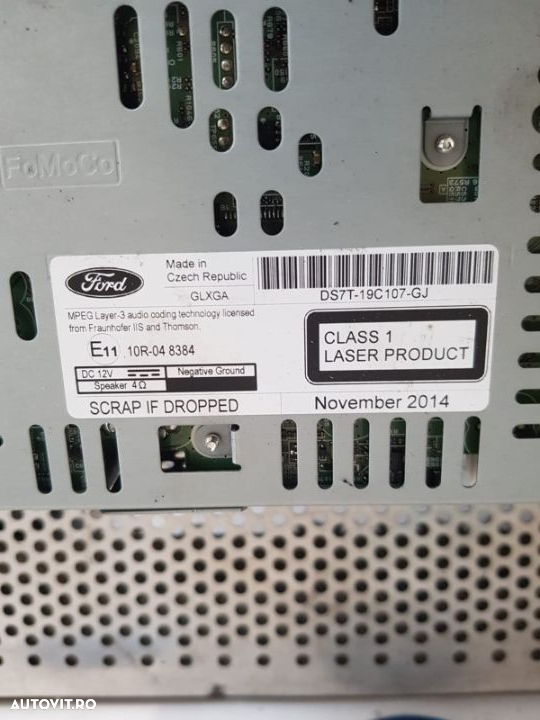 FoMoCo
Ford
Made in
Czech Republic
GLXGA
DS7T-19C107-GJ
MPEG Layer-3 audio coding technology licensed
from Fraunhofer IIS and Thomson.
E11 10R-04 8384
CLASS 1
LASER PRODUCT
DC 12V
Negative Ground
Speaker 4Ω
SCRAP IF DROPPED
November 2014
AUTOVIT.RO